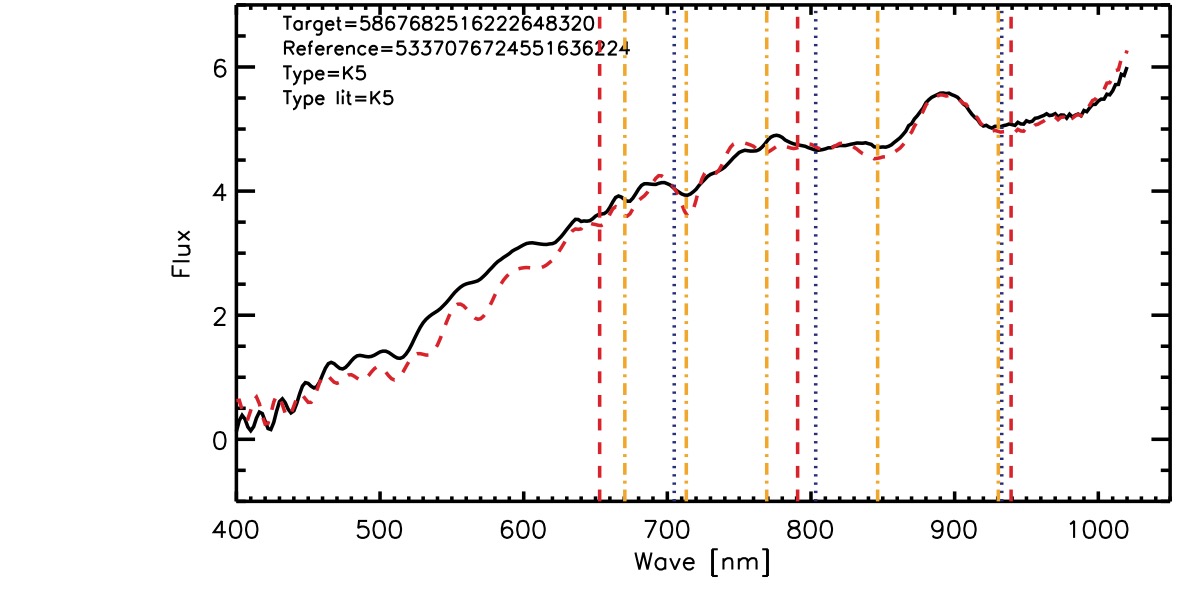 Target=5867682516222648320
Reference=5337076724551636224
Type=K5
Type lit=K5
6
4
2
0
Flux
400 500 600 700 800 900 1000
Wave [nm]